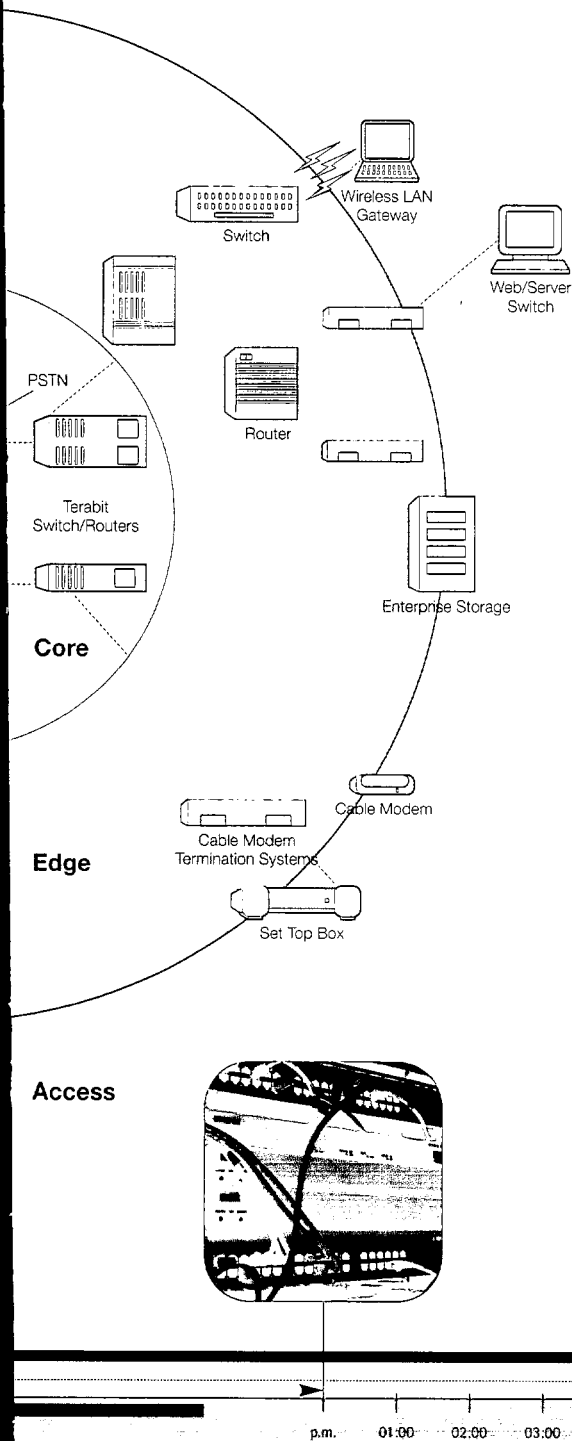 Wireless LAN
Gateway
Switch
Web/Server
Switch
PSTN
Router
Terabit
Switch/Routers
Enterprise Storage
Core
Cable Modem
Cable Modem
Termination Systems
Edge
Set Top Box
Access
p.m. 01:00 02:00 03:00